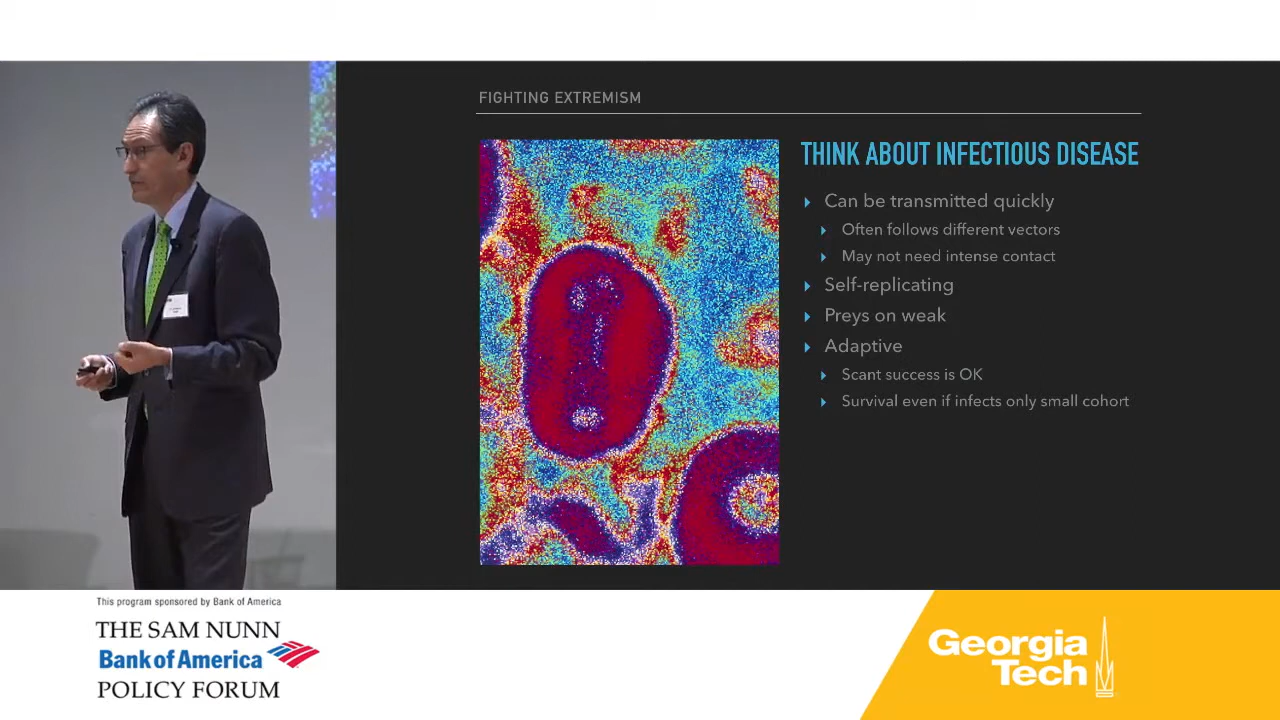 FIGHTING EXTREMISM
THINK ABOUT INFECTIOUS DISEASE
Can be transmitted quickly
Often follows different vectors
May not need intense contact
Self-replicating
Preys on weak
Adaptive
Scant success is OK
Survival even if infects only small cohort
This program sponsored by Bank of America
THE SAM NUNN
Bank of America
POLICY FORUM
Georgia
Tech